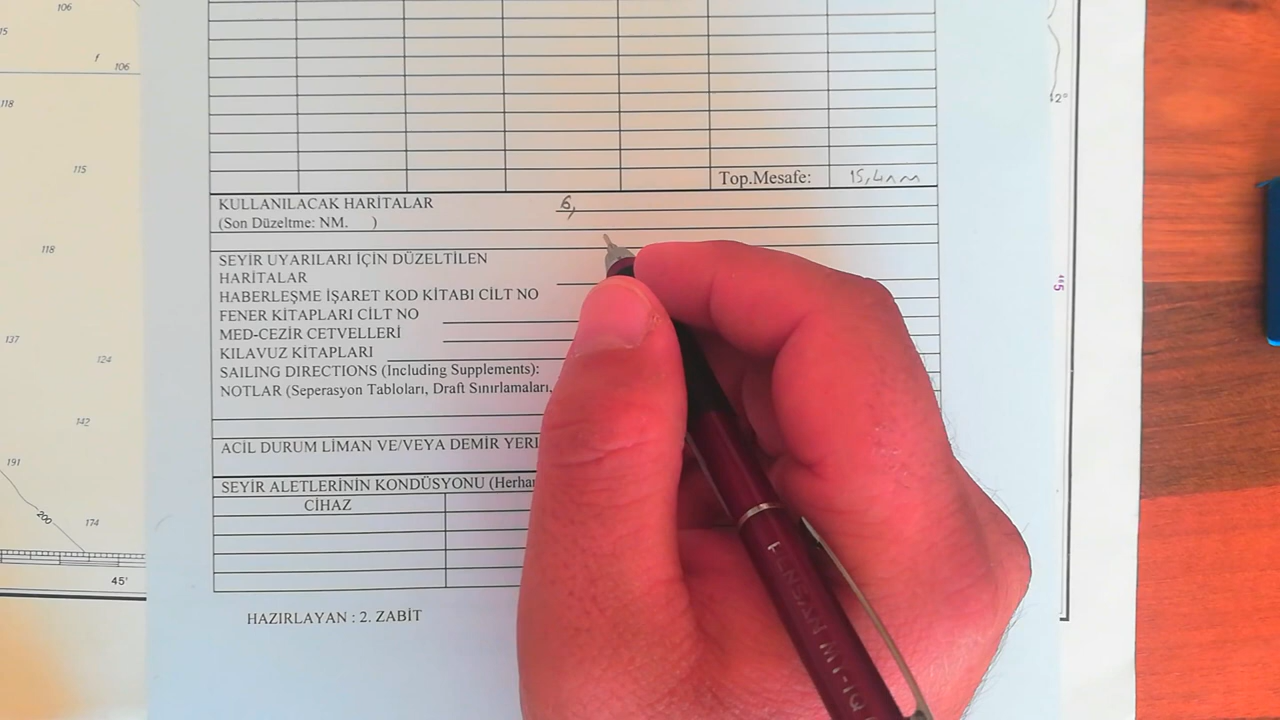 106
15
f 106
118
115
118
137
124
142
191
200
174
45'
12°
Top.Mesafe: 15,4nm
KULLANILACAK HARİTALAR 6,
(Son Düzeltme: NM. )
SEYİR UYARILARI İÇİN DÜZELTİLEN
HARİTALAR
HABERLEŞME İŞARET KOD KİTABI CİLT NO
FENER KİTAPLARI CİLT NO
MED-CEZİR CETVELLERİ
KILAVUZ KİTAPLARI
SAILING DIRECTIONS (Including Supplements):
NOTLAR (Seperasyon Tabloları, Draft Sınırlamaları,
ACİL DURUM LİMAN VE/VEYA DEMİR YERİ
SEYİR ALETLERİNİN KONDÜSYONU (Herha
CİHAZ
HAZIRLAYAN : 2. ZABİT